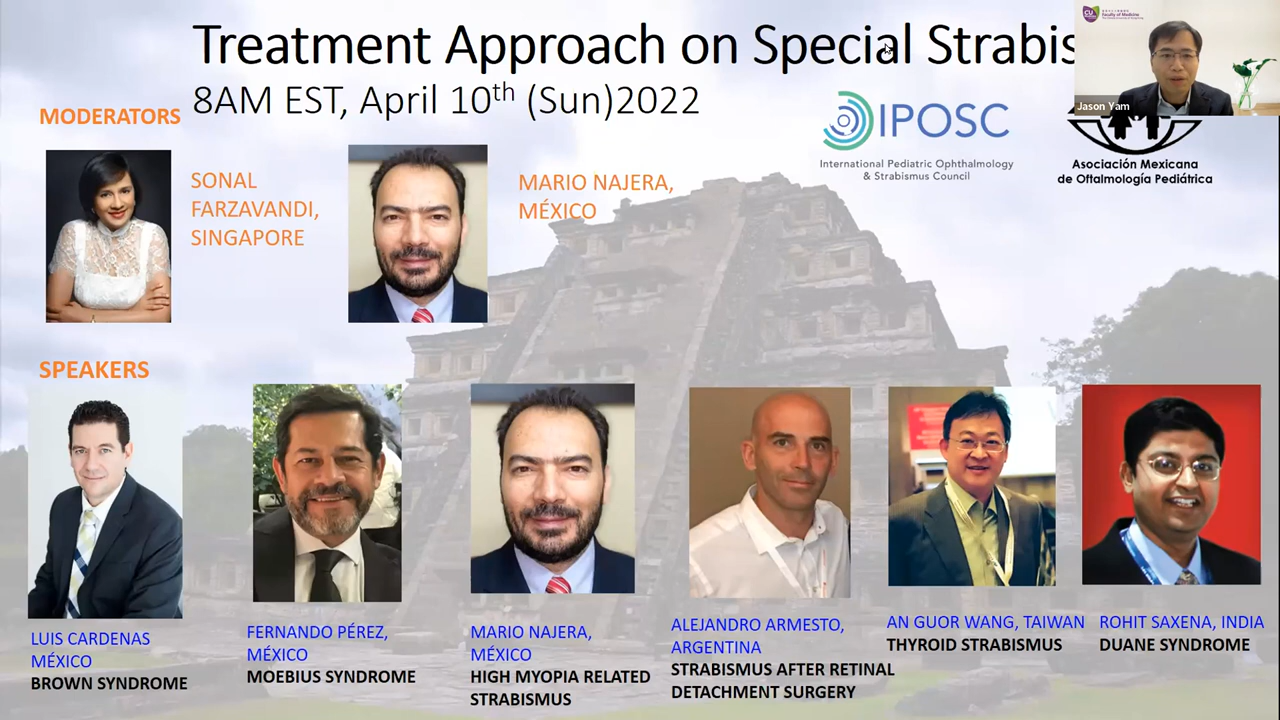 Treatment Approach on Special Strabis
8AM EST, April 10th (Sun)2022
Faculty of Medicine
Jason Yam
MODERATORS
IPOSC
International Pediatric Ophthalmology
& Strabismus Council
Asociación Mexicana
de Oftalmología Pediátrica
SONAL
FARZAVANDI,
SINGAPORE
MARIO NAJERA,
MÉXICO
SPEAKERS
LUIS CARDENAS
MÉXICO
BROWN SYNDROME
FERNANDO PÉREZ,
MÉXICO
MOEBIUS SYNDROME
MARIO NAJERA,
MÉXICO
HIGH MYOPIA RELATED
STRABISMUS
ALEJANDRO ARMESTO,
ARGENTINA
STRABISMUS AFTER RETINAL
DETACHMENT SURGERY
AN GUOR WANG, TAIWAN
THYROID STRABISMUS
ROHIT SAXENA, INDIA
DUANE SYNDROME